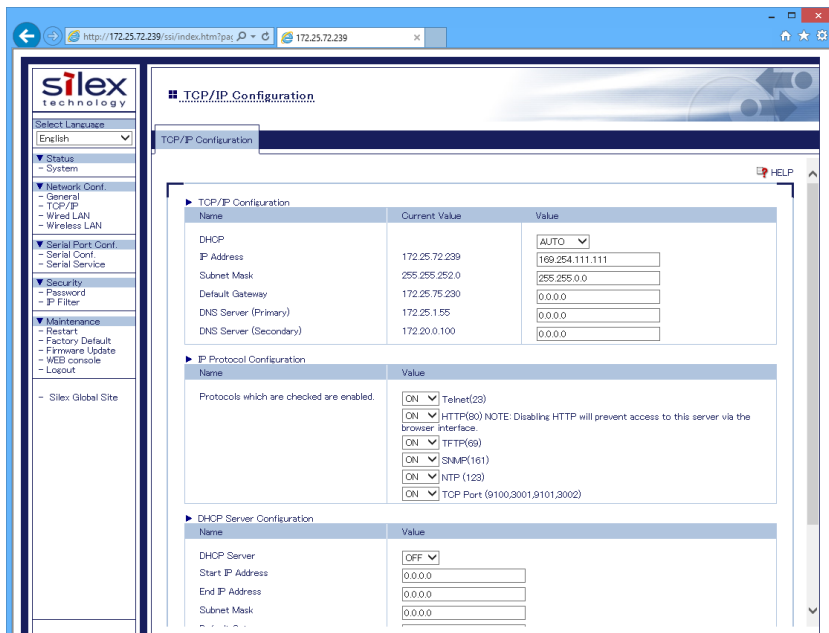 http://172.25.72.239/ssi/index.htm?pag
172.25.72.239
silex
technology
Select Language
English
▼ Status
– System
▼ Network Conf.
– General
– TCP/IP
– Wired LAN
– Wireless LAN
▼ Serial Port Conf.
– Serial Conf.
– Serial Service
▼ Security
– Password
– IP Filter
▼ Maintenance
– Restart
– Factory Default
– Firmware Update
– WEB console
– Logout
– Silex Global Site
TCP/IP Configuration
TCP/IP Configuration
HELP
▶ TCP/IP Configuration
Name Current Value Value
DHCP AUTO
IP Address 172.25.72.239 169.254.111.111
Subnet Mask 255.255.252.0 255.255.0.0
Default Gateway 172.25.75.230 0.0.0.0
DNS Server (Primary) 172.25.1.55 0.0.0.0
DNS Server (Secondary) 172.20.0.100 0.0.0.0
▶ IP Protocol Configuration
Name Value
Protocols which are checked are enabled. ON Telnet(23)
ON HTTP(80) NOTE: Disabling HTTP will prevent access to this server via the
browser interface.
ON TFTP(69)
ON SNMP(161)
ON NTP (123)
ON TCP Port (9100,3001,9101,3002)
▶ DHCP Server Configuration
Name Value
DHCP Server OFF
Start IP Address 0.0.0.0
End IP Address 0.0.0.0
Subnet Mask 0.0.0.0